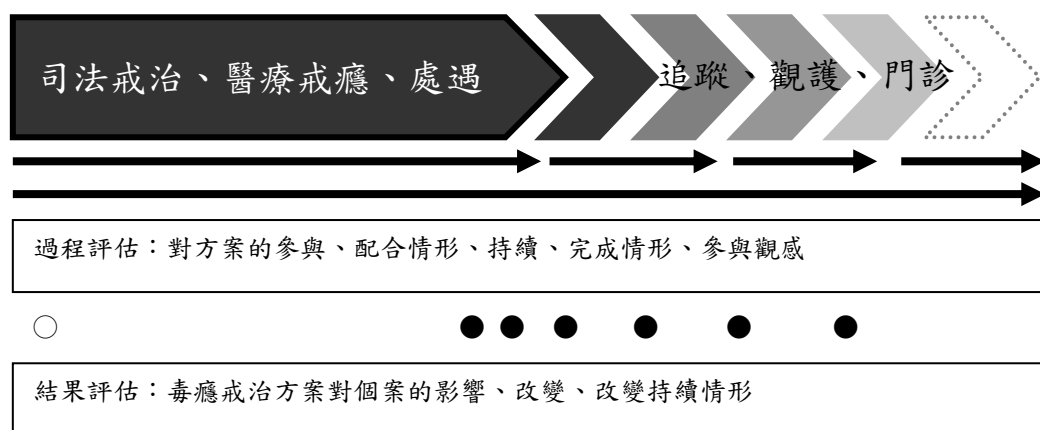 司法戒治、醫療戒癮、處遇
追蹤、觀護、門診
過程評估：對方案的參與、配合情形、持續、完成情形、參與觀感
結果評估：毒癮戒治方案對個案的影響、改變、改變持續情形